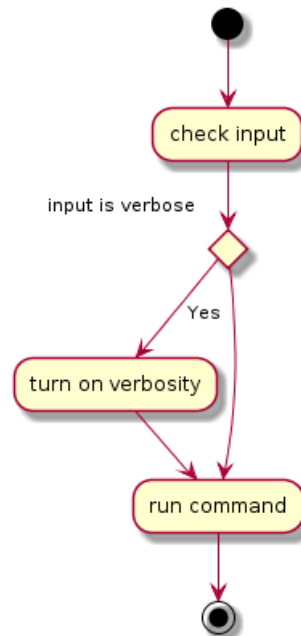 check input
input is verbose
Yes
turn on verbosity
run command